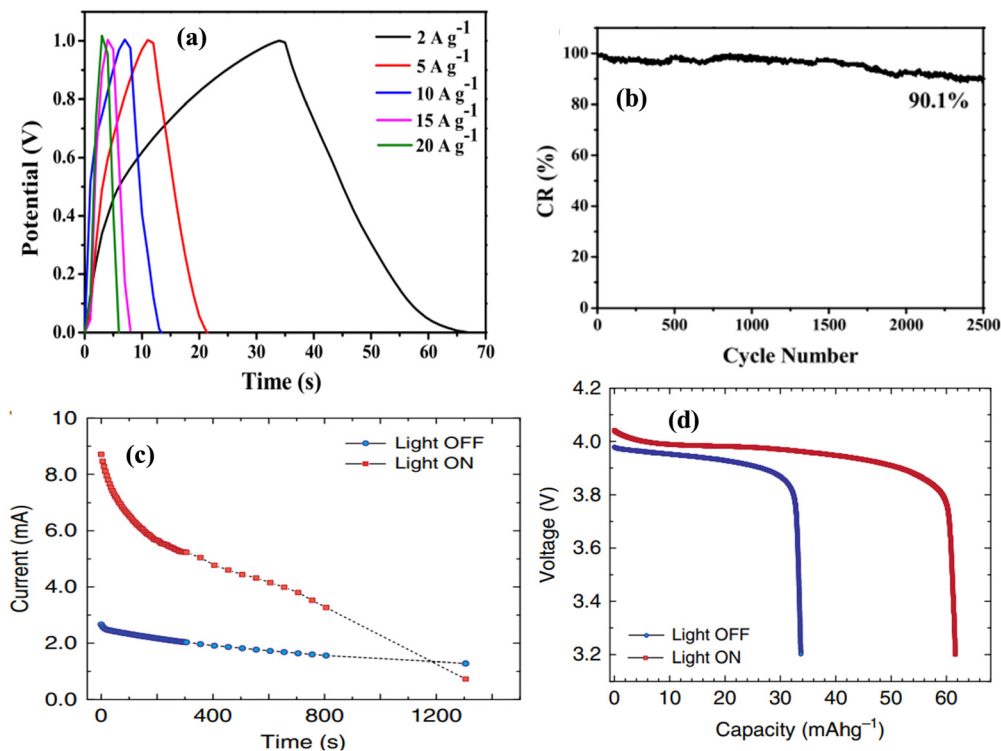 (a)
2 A g-1
5 A g-1
10 A g-1
15 A g-1
20 A g-1
Potential (V)
1.0
0.8
0.6
0.4
0.2
0.0
0 10 20 30 40 50 60 70
Time (s)
(b)
90.1%
CR (%)
100
80
60
40
20
0
0 500 1000 1500 2000 2500
Cycle Number
(c)
Light OFF
Light ON
Current (mA)
10
8.0
6.0
4.0
2.0
0.0
0 400 800 1200
Time (s)
(d)
Light OFF
Light ON
Voltage (V)
4.2
4.0
3.8
3.6
3.4
3.2
0 10 20 30 40 50 60
Capacity (mAhg–1)